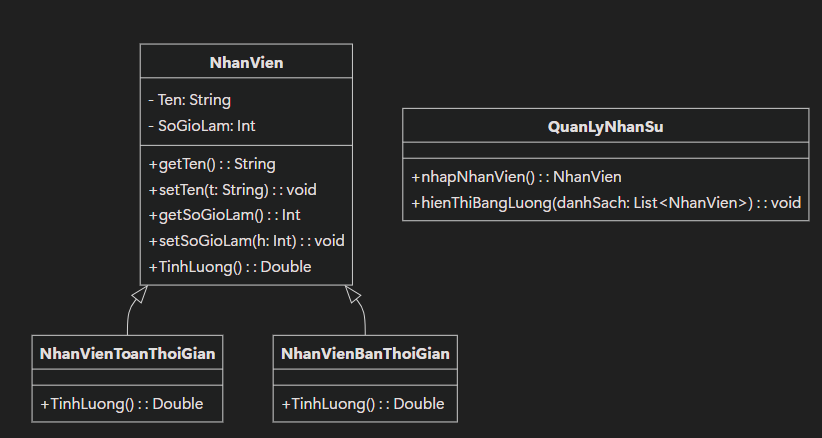 NhanVien
- Ten: String
- SoGioLam: Int
+getTen() : : String
+setTen(t: String) : : void
+getSoGioLam() : : Int
+setSoGioLam(h: Int) : : void
+TinhLuong() : : Double
QuanLyNhanSu
+nhapNhanVien() : : NhanVien
+hienThiBangLuong(danhSach: List<NhanVien>) : : void
NhanVienToanThoiGian
+TinhLuong() : : Double
NhanVienBanThoiGian
+TinhLuong() : : Double